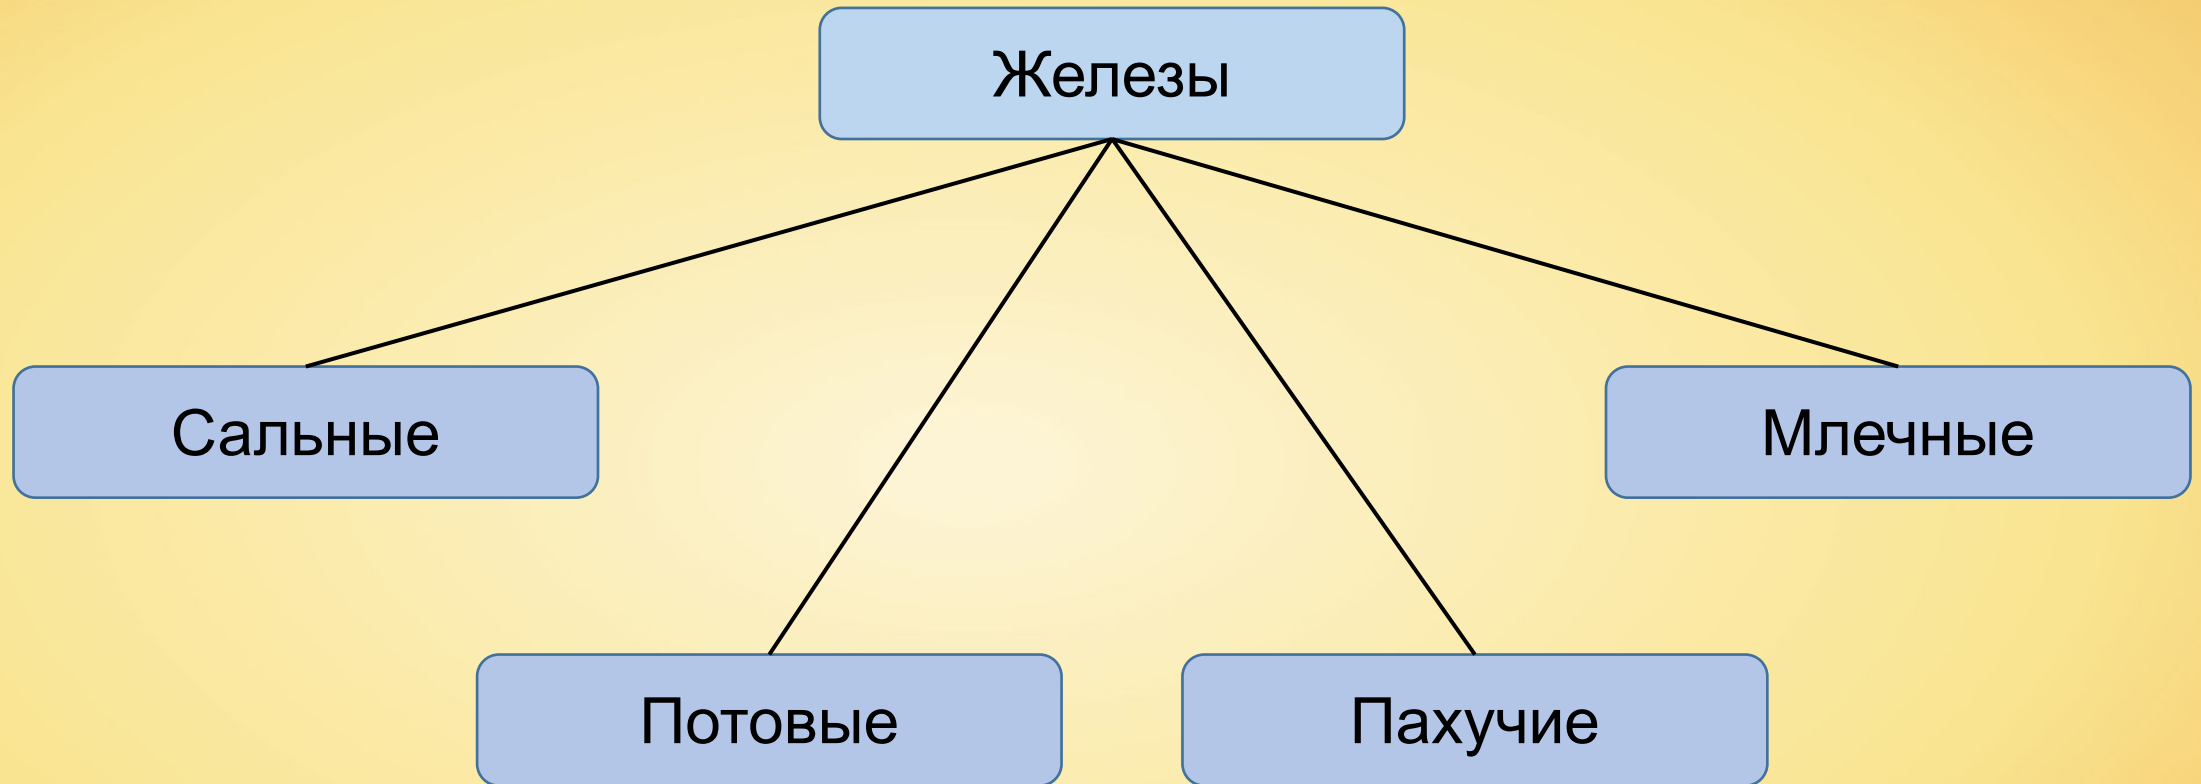 Железы
Сальные
Млечные
Потовые
Пахучие